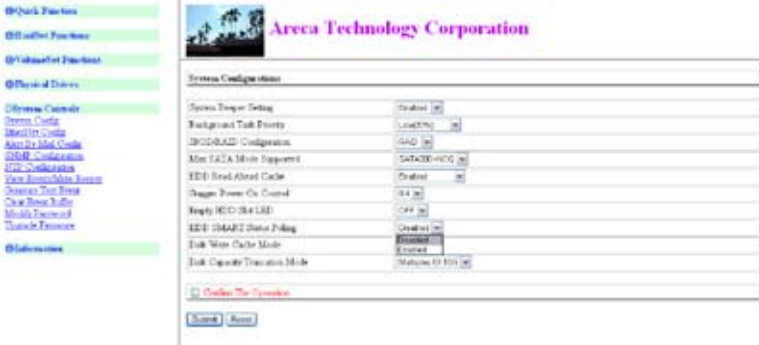 Quick Function
RaidSet Functions
VolumeSet Functions
Physical Drives
System Controls
System Config
EtherNet Config
Alert By Mail Config
SNMP Configuration
NTP Configuration
View Events/Mute Beeper
Generate Test Event
Clear Event Buffer
Modify Password
Upgrade Firmware
Information
Areca Technology Corporation
System Configurations
System Beeper Setting Enabled
Background Task Priority Low(20%)
JBOD/RAID Configuration RAID
Max SATA Mode Supported SATA300+NCQ
HDD Read Ahead Cache Enabled
Stagger Power On Control 0.4
Empty HDD Slot LED OFF
HDD SMART Status Polling Disabled
Disabled
Enabled
Disk Write Cache Mode
Disk Capacity Truncation Mode Multiples Of 10G
Confirm The Operation
Submit Reset